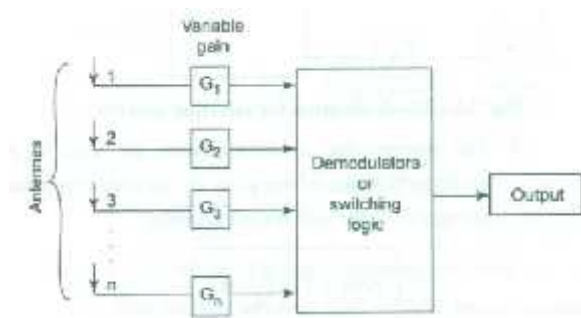 Variable
gain
1
G1
2
G2
Antennas
3
G3
n
Gn
Demodulators
or
switching
logic
Output